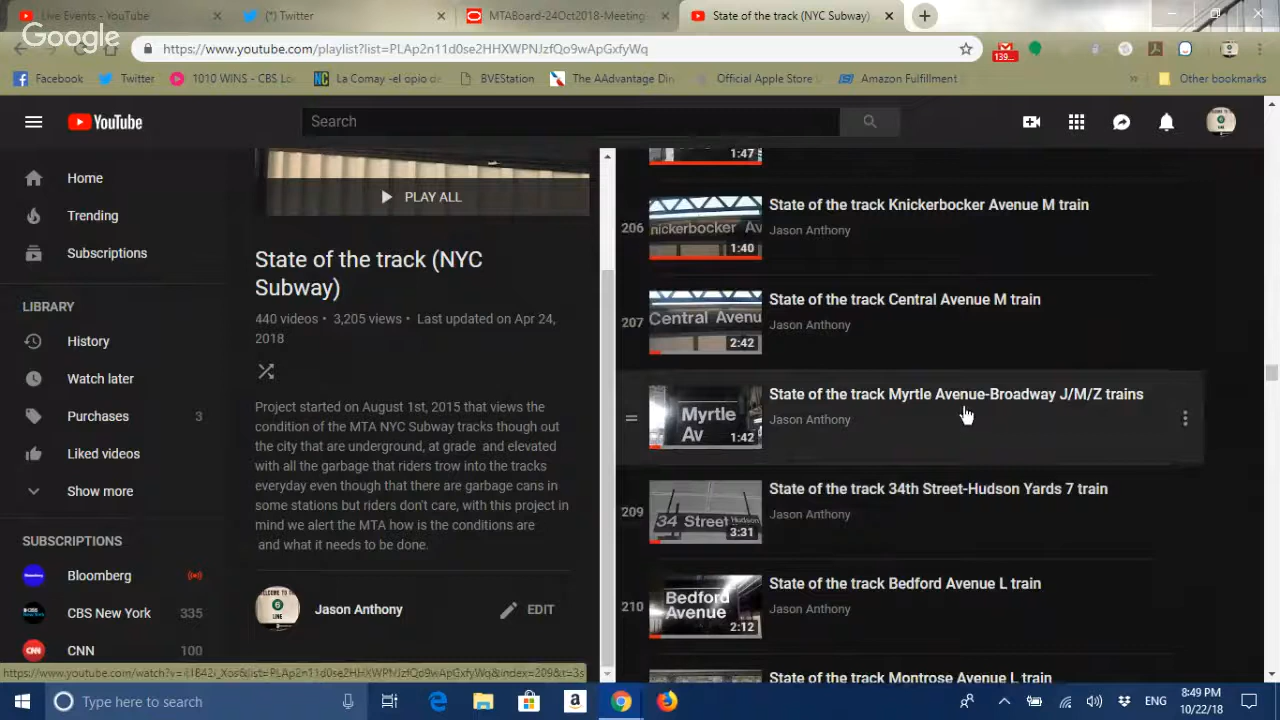 Live Events - YouTube
(*) Twitter
MTABoard-24Oct2018-Meeting
State of the track (NYC Subway)
Google
https://www.youtube.com/playlist?list=PLAp2n11d0se2HHXWPNJzfQo9wApGxfyWq
139...
Facebook
Twitter
1010 WINS - CBS Lo
La Comay -el opio de
BVEStation
The AAdvantage Din
Official Apple Store
Amazon Fulfillment
»
Other bookmarks
YouTube
Search
Home
Trending
Subscriptions
LIBRARY
History
Watch later
Purchases 3
Liked videos
Show more
SUBSCRIPTIONS
Bloomberg
CBS New York 335
CNN 100
PLAY ALL
State of the track (NYC
Subway)
440 videos • 3,205 views • Last updated on Apr 24,
2018
Project started on August 1st, 2015 that views the
condition of the MTA NYC Subway tracks though out
the city that are underground, at grade and elevated
with all the garbage that riders trow into the tracks
everyday even though that there are garbage cans in
some stations but riders don't care, with this project in
mind we alert the MTA how is the conditions are
and what it needs to be done.
Jason Anthony
EDIT
1:47
206
nickerbocker Av
1:40
State of the track Knickerbocker Avenue M train
Jason Anthony
207
Central Avenu
2:42
State of the track Central Avenue M train
Jason Anthony
Myrtle
Av
1:42
State of the track Myrtle Avenue-Broadway J/M/Z trains
Jason Anthony
209
34 Street Hudson
3:31
State of the track 34th Street-Hudson Yards 7 train
Jason Anthony
210
Bedford
Avenue
2:12
State of the track Bedford Avenue L train
Jason Anthony
State of the track Montrose Avenue L train
Type here to search
ENG
8:49 PM
10/22/18